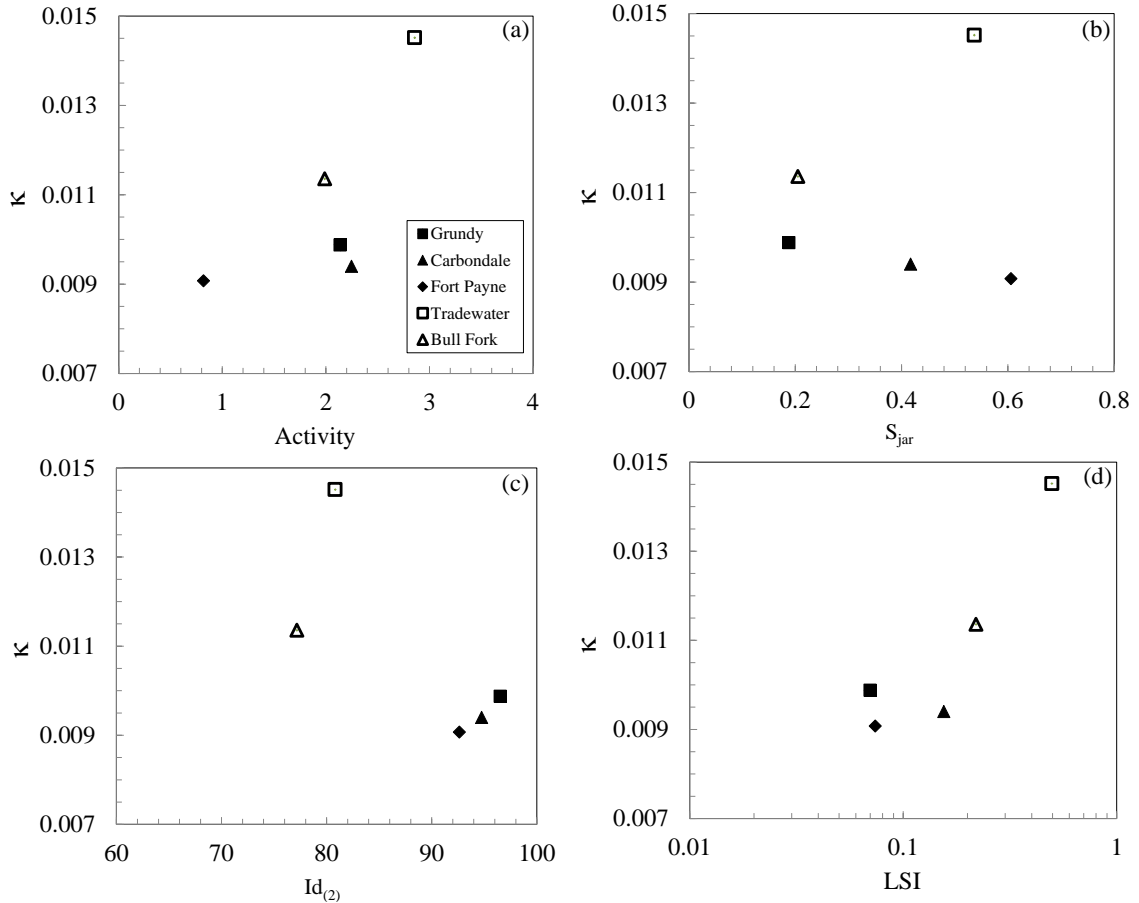 0.015
(a)
0.013
0.011
κ
Grundy
Carbondale
0.009
Fort Payne
Tradewater
Bull Fork
0.007
0 1 2 3 4
Activity
0.015
(b)
0.013
0.011
κ
0.009
0.007
0 0.2 0.4 0.6 0.8
Sjar
0.015
(c)
0.013
0.011
κ
0.009
0.007
60 70 80 90 100
Id(2)
0.015
(d)
0.013
0.011
κ
0.009
0.007
0.01 0.1 1
LSI